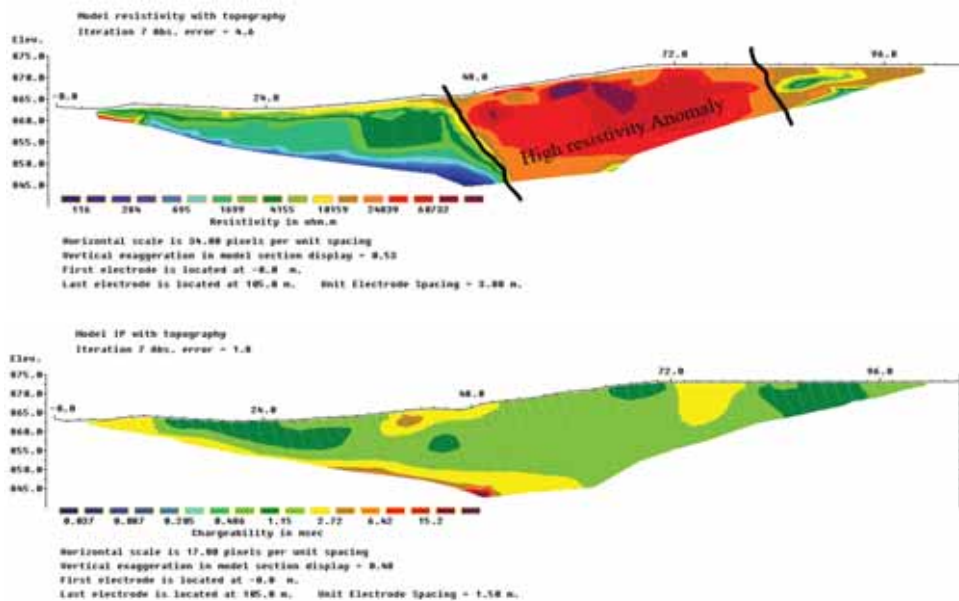 Model resistivity with topography
Iteration 7 Abs. error = 4.6
Elev.
875.0
870.0
865.0
860.0
855.0
850.0
845.0
-0.0
24.0
48.0
72.0
96.0
High resistivity Anomaly
116 284 695 1699 4155 10159 24839 60732
Resistivity in ohm.m
Horizontal scale is 34.00 pixels per unit spacing
Vertical exaggeration in model section display = 0.53
First electrode is located at -0.0 m.
Last electrode is located at 105.0 m. Unit Electrode Spacing = 3.00 m.
Model IP with topography
Iteration 7 Abs. error = 1.0
Elev.
875.0
870.0
865.0
860.0
855.0
850.0
845.0
-0.0
24.0
48.0
72.0
96.0
0.037 0.087 0.205 0.486 1.15 2.72 6.42 15.2
Chargeability in msec
Horizontal scale is 17.00 pixels per unit spacing
Vertical exaggeration in model section display = 0.40
First electrode is located at -0.0 m.
Last electrode is located at 105.0 m. Unit Electrode Spacing = 1.50 m.